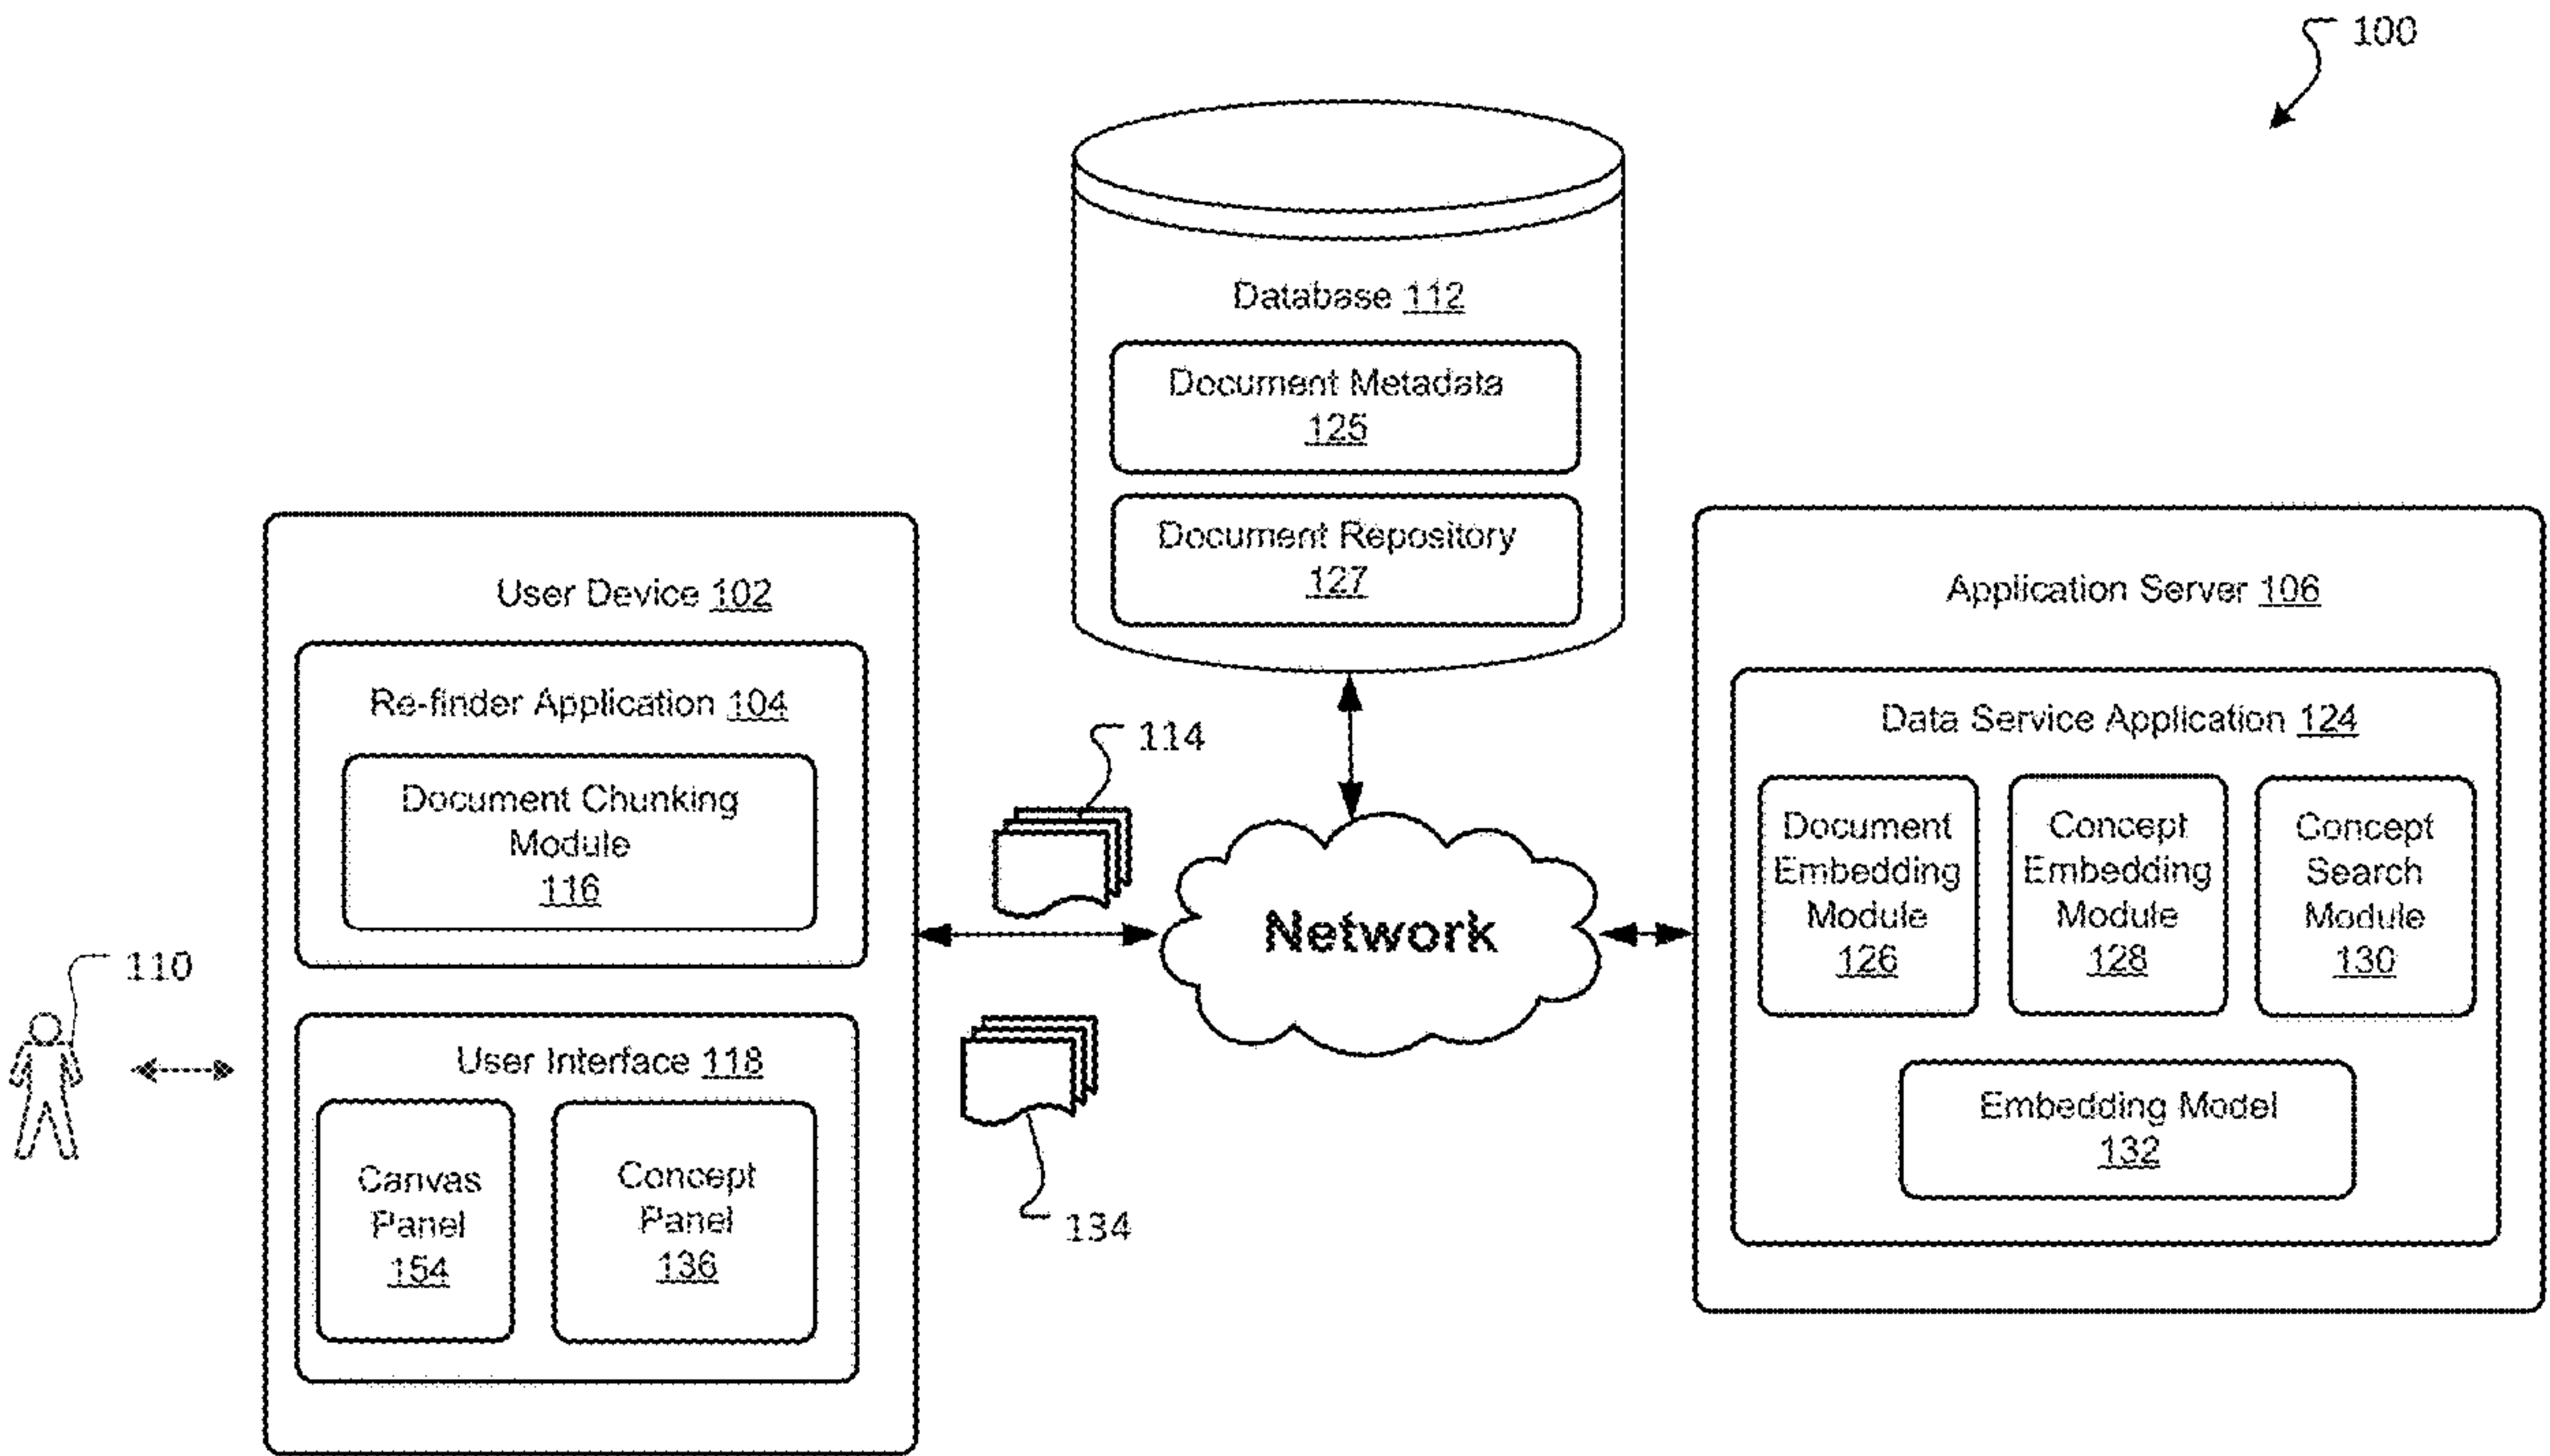 100
Database 112
Document Metadata
125
Document Repository
127
User Device 102
Re-finder Application 104
Document Chunking
Module
116
User Interface 118
Canvas
Panel
154
Concept
Panel
136
110
114
134
Network
Application Server 106
Data Service Application 124
Document
Embedding
Module
126
Concept
Embedding
Module
128
Concept
Search
Module
130
Embedding Model
132